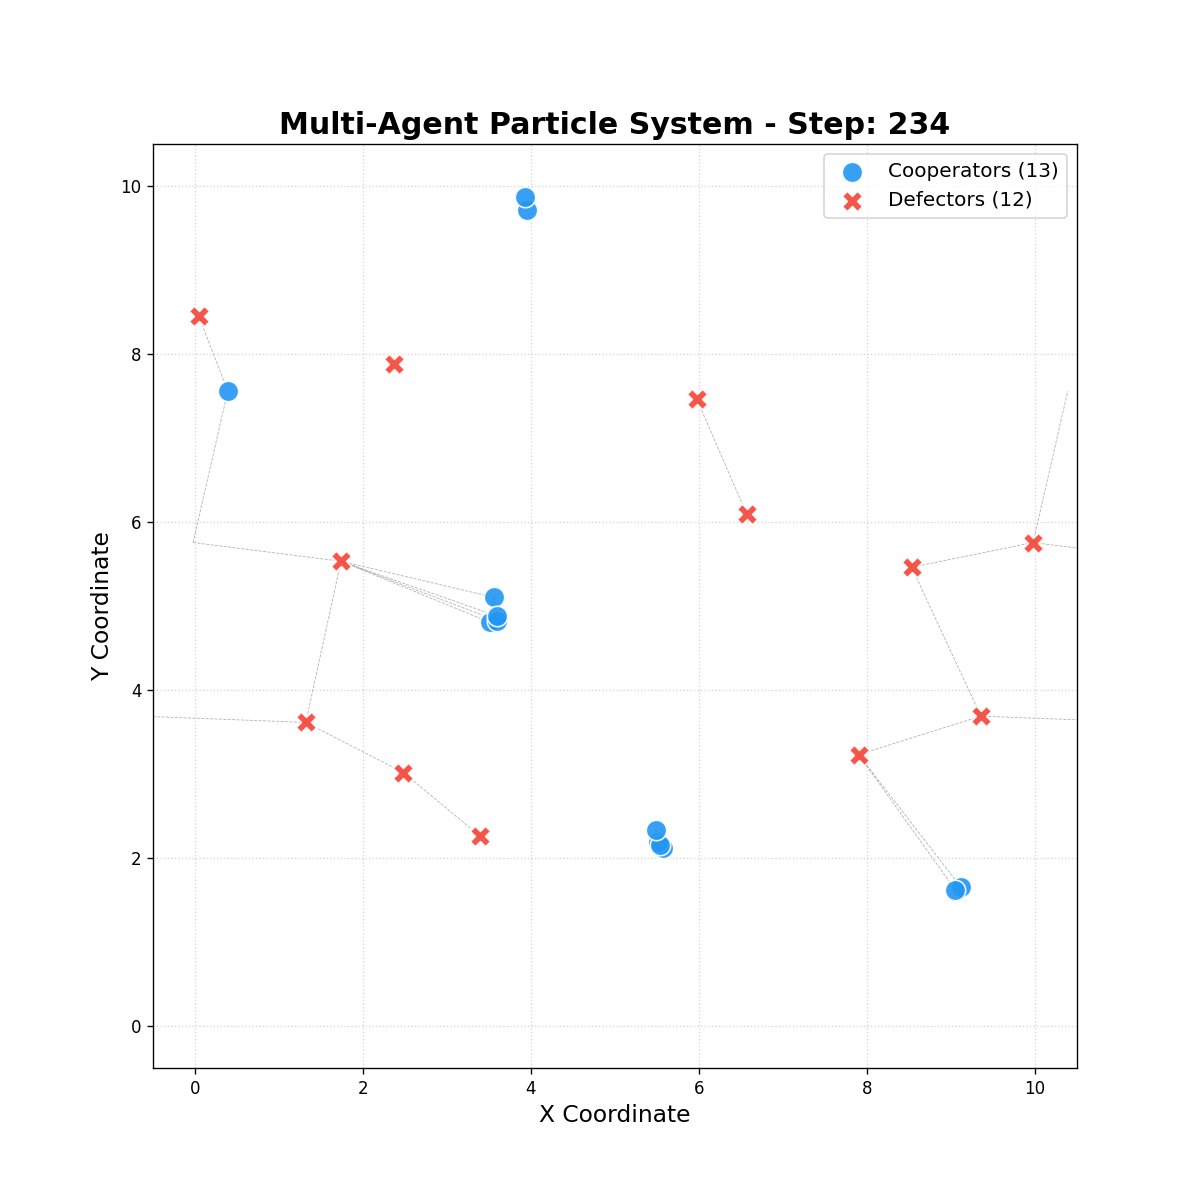 Multi-Agent Particle System - Step: 234
Cooperators (13)
Defectors (12)
10
8
6
4
2
0
Y Coordinate
0 2 4 6 8 10
X Coordinate